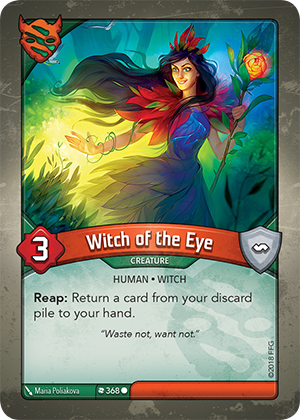 3
Witch of the Eye
CREATURE
HUMAN • WITCH
Reap: Return a card from your discard
pile to your hand.
“Waste not, want not.”
©2018 FFG
Maria Poliakova
368